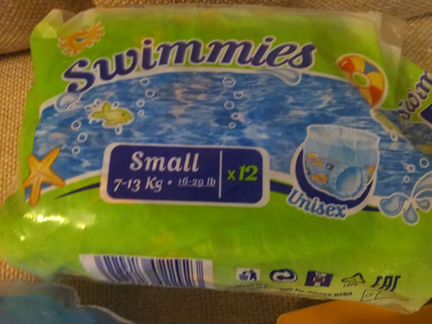 Swimmies
Small
7-13 Kg • 16-29 lb
x12
Unisex